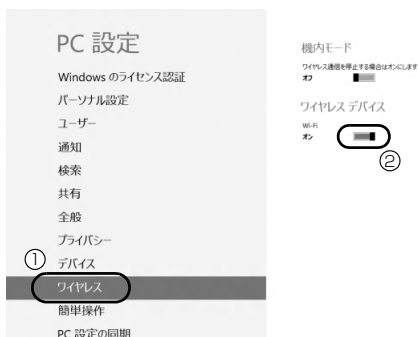 PC 設定
Windows のライセンス認証
パーソナル設定
ユーザー
通知
検索
共有
全般
プライバシー
① デバイス
ワイヤレス
簡単操作
PC 設定の同期
機内モード
ワイヤレス通信を停止する場合はオンにします
オフ
ワイヤレス デバイス
Wi-Fi
オン
②